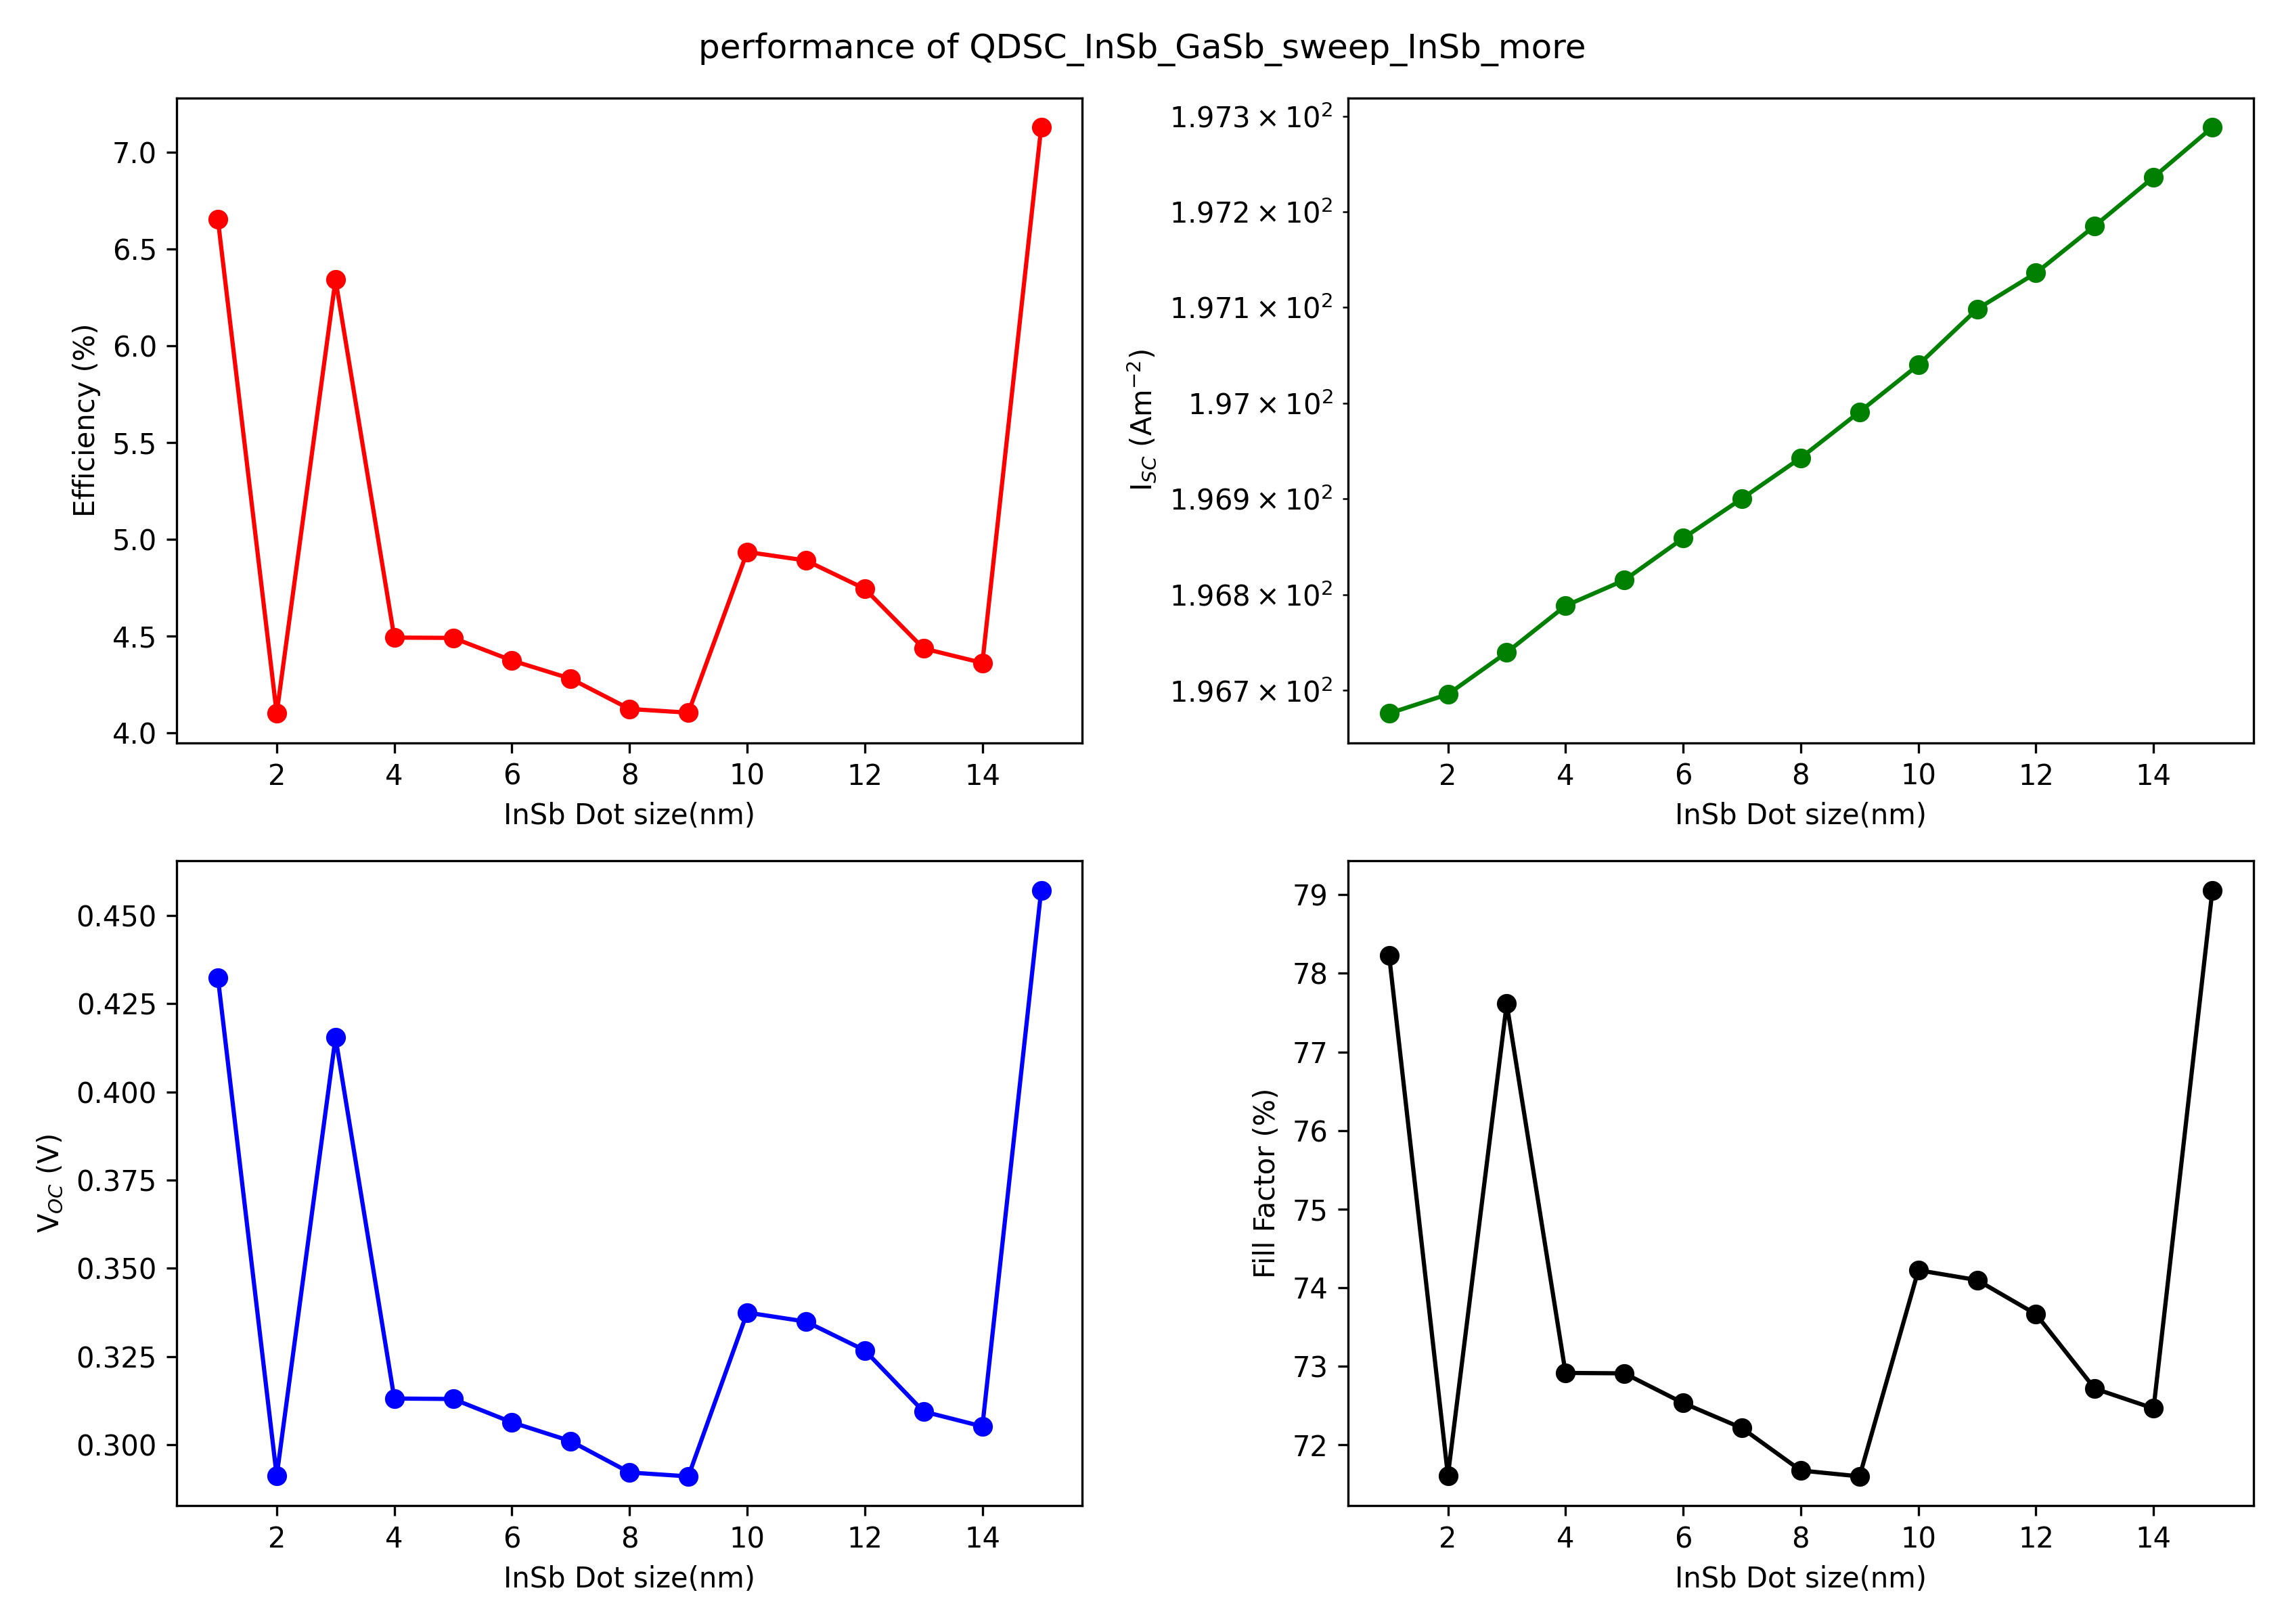 performance of QDSC_InSb_GaSb_sweep_InSb_more
Efficiency (%)
7.0
6.5
6.0
5.5
5.0
4.5
4.0
2 4 6 8 10 12 14
InSb Dot size(nm)
I_SC (Am⁻²)
1.973 × 10²
1.972 × 10²
1.971 × 10²
1.97 × 10²
1.969 × 10²
1.968 × 10²
1.967 × 10²
2 4 6 8 10 12 14
InSb Dot size(nm)
V_OC (V)
0.450
0.425
0.400
0.375
0.350
0.325
0.300
2 4 6 8 10 12 14
InSb Dot size(nm)
Fill Factor (%)
79
78
77
76
75
74
73
72
2 4 6 8 10 12 14
InSb Dot size(nm)